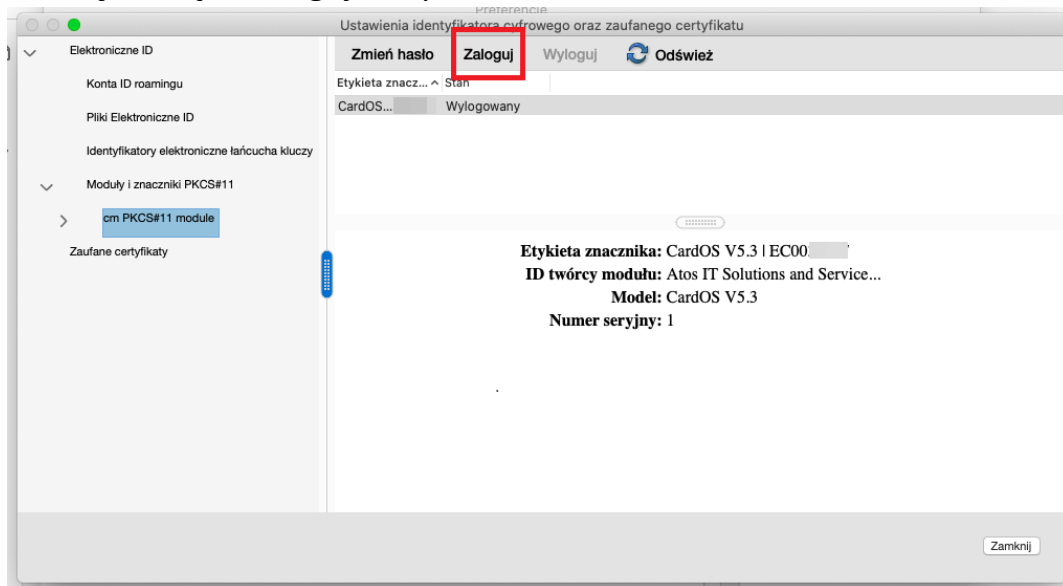 Preferencje
Ustawienia identyfikatora cyfrowego oraz zaufanego certyfikatu
Elektroniczne ID
Konta ID roamingu
Pliki Elektroniczne ID
Identyfikatory elektroniczne łańcucha kluczy
Moduły i znaczniki PKCS#11
cm PKCS#11 module
Zaufane certyfikaty
Zmień hasło Zaloguj Wyloguj Odśwież
Etykieta znacz... Stan
CardOS... Wylogowany
Etykieta znacznika: CardOS V5.3 | EC00
ID twórcy modułu: Atos IT Solutions and Service...
Model: CardOS V5.3
Numer seryjny: 1
Zamknij